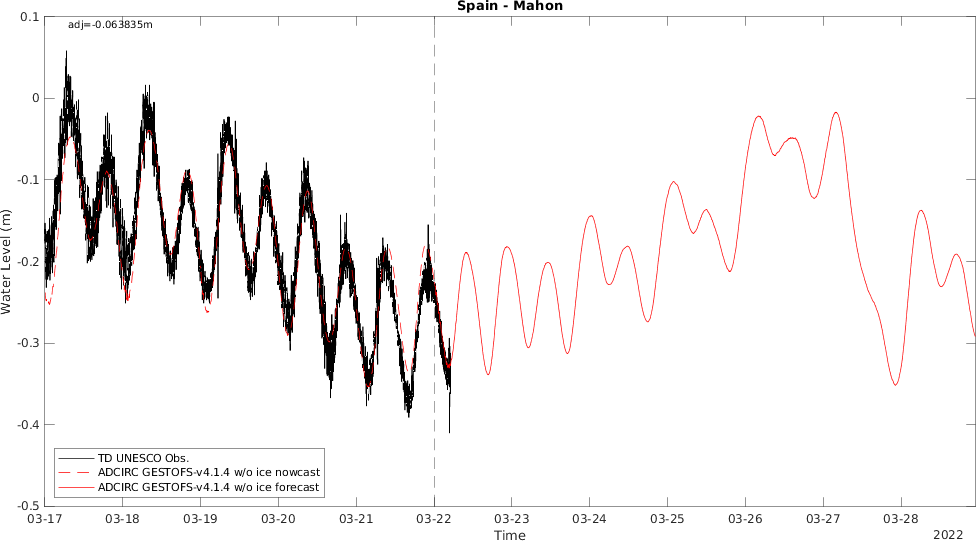 Spain - Mahon
adj=-0.063835m
0.1
0
-0.1
-0.2
-0.3
-0.4
-0.5
Water Level (m)
TD UNESCO Obs.
ADCIRC GESTOFS-v4.1.4 w/o ice nowcast
ADCIRC GESTOFS-v4.1.4 w/o ice forecast
03-17 03-18 03-19 03-20 03-21 03-22 03-23 03-24 03-25 03-26 03-27 03-28
Time
2022